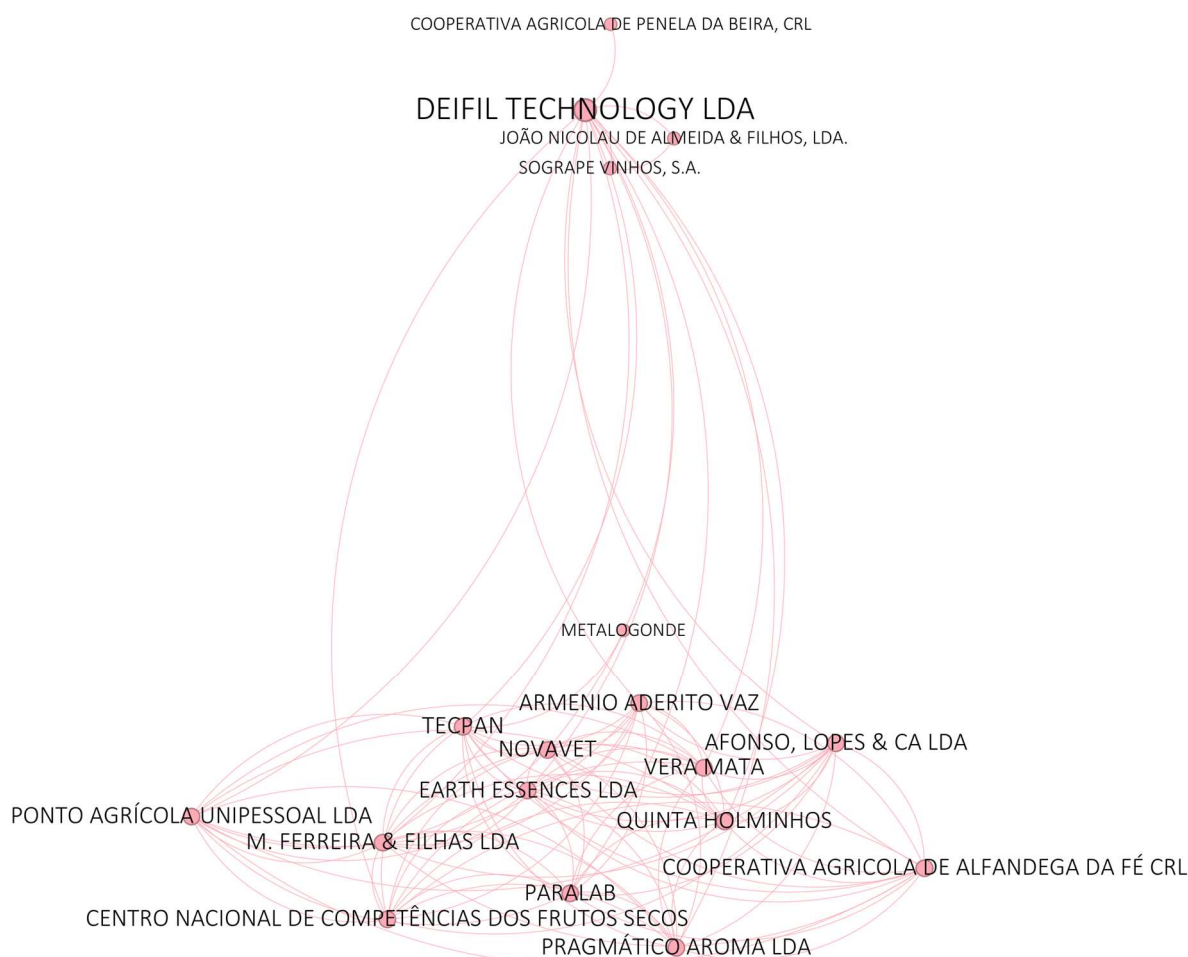 COOPERATIVA AGRICOLA DE PENELA DA BEIRA, CRL
DEIFIL TECHNOLOGY LDA
JOÃO NICOLAU DE ALMEIDA & FILHOS, LDA.
SOGRAPE VINHOS, S.A.
METALOGONDE
ARMENIO ADERITO VAZ
TECPAN
AFONSO, LOPES & CA LDA
NOVAVET
VERA MATA
EARTH ESSENCES LDA
PONTO AGRÍCOLA UNIPESSOAL LDA
QUINTA HOLMINHOS
M. FERREIRA & FILHAS LDA
COOPERATIVA AGRICOLA DE ALFANDEGA DA FÉ CRL
PARALAB
CENTRO NACIONAL DE COMPETÊNCIAS DOS FRUTOS SECOS
PRAGMÁTICO AROMA LDA